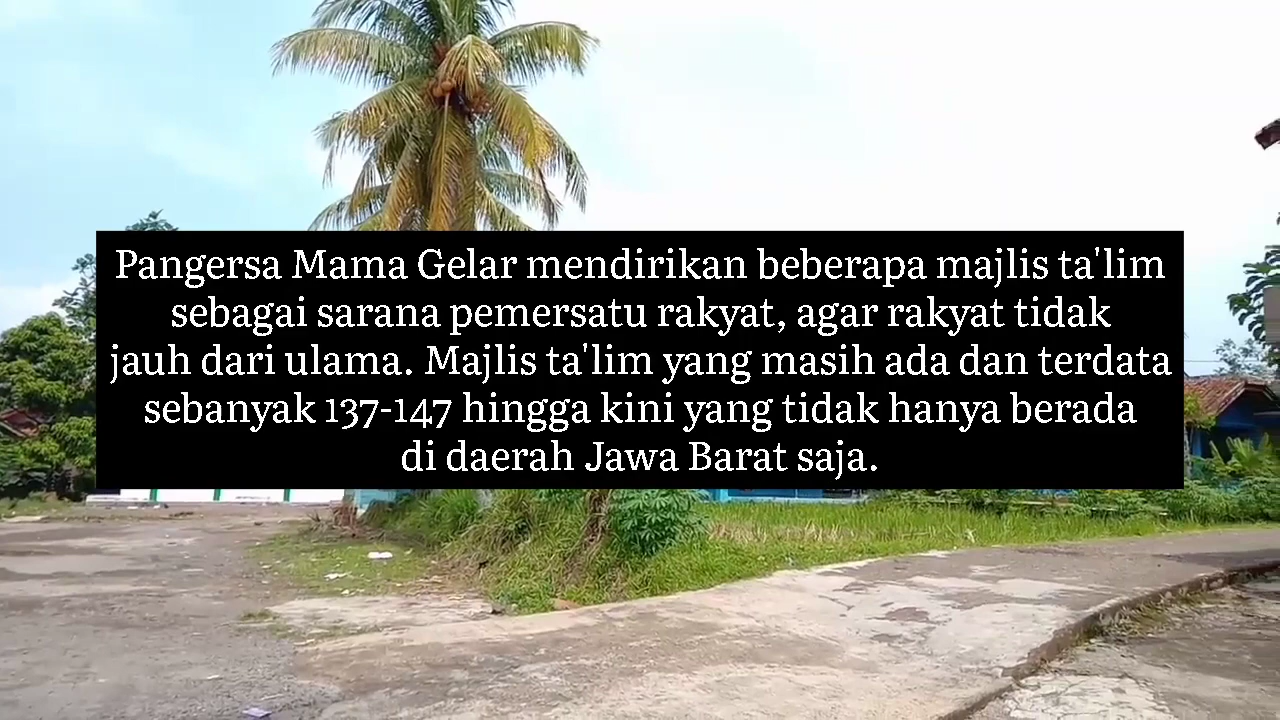 Pangersa Mama Gelar mendirikan beberapa majlis ta'lim
sebagai sarana pemersatu rakyat, agar rakyat tidak
jauh dari ulama. Majlis ta'lim yang masih ada dan terdata
sebanyak 137-147 hingga kini yang tidak hanya berada
di daerah Jawa Barat saja.